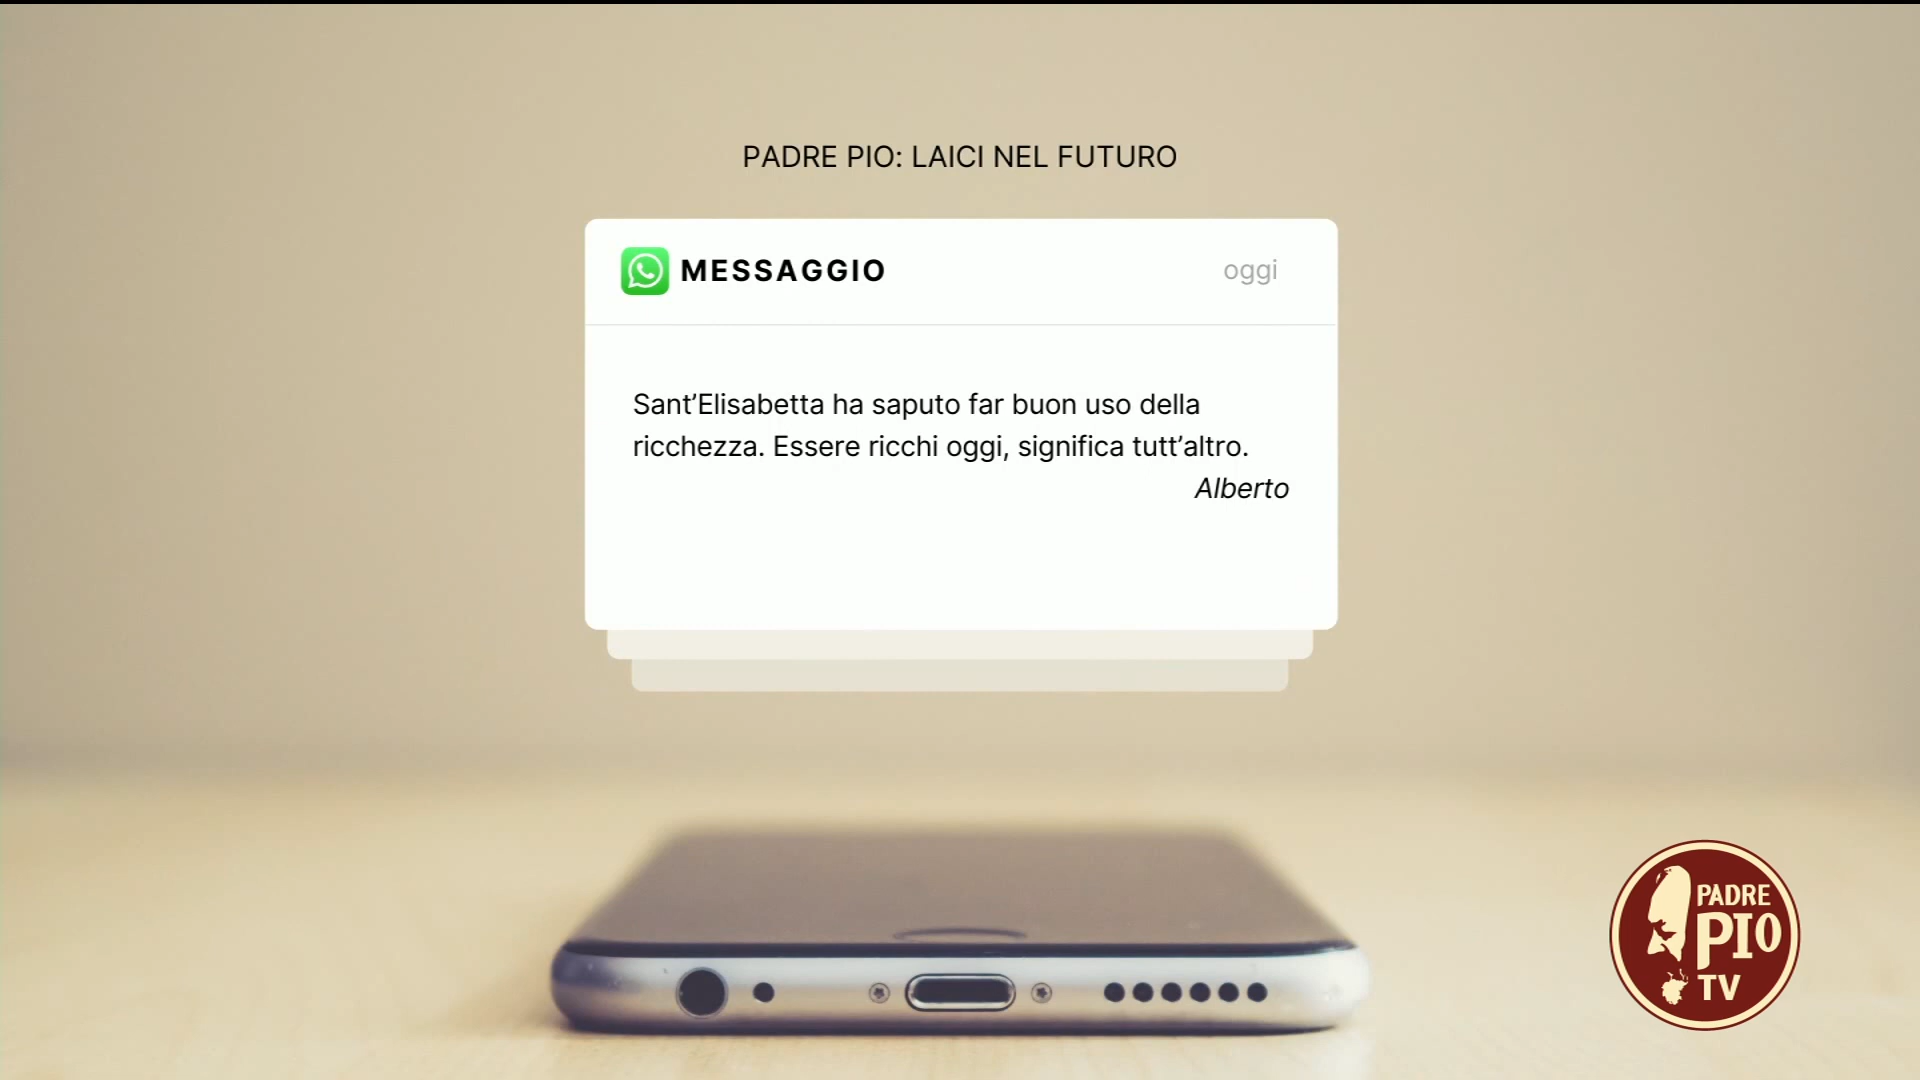 PADRE PIO: LAICI NEL FUTURO
MESSAGGIO
oggi
Sant’Elisabetta ha saputo far buon uso della
ricchezza. Essere ricchi oggi, significa tutt’altro.
Alberto
PADRE
PIO
TV